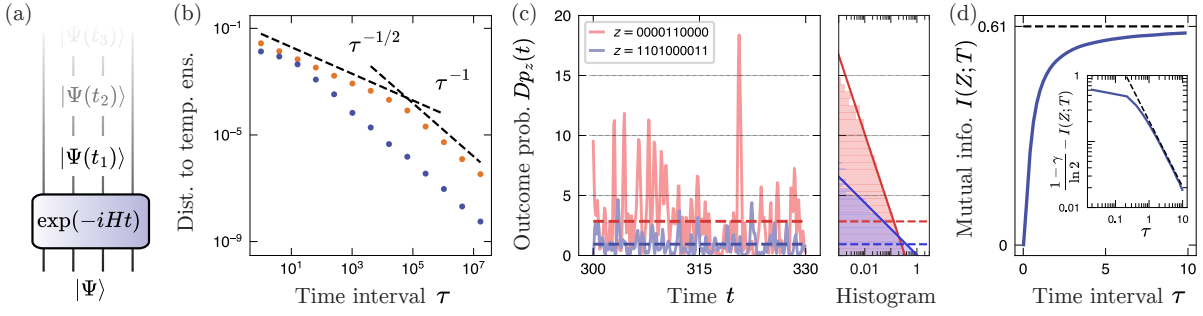 (a)
|Ψ(t₃)⟩
|Ψ(t₂)⟩
|Ψ(t₁)⟩
exp(−iHt)
|Ψ⟩
(b)
Dist. to temp. ens.
10⁻¹
10⁻⁵
10⁻⁹
τ⁻¹/²
τ⁻¹
10¹ 10³ 10⁵ 10⁷
Time interval τ
(c)
Outcome prob. Dp_z(t)
20
15
10
5
0
z = 0000110000
z = 1101000011
300 315 330
Time t
0.01 1
Histogram
(d)
Mutual info. I(Z;T)
0.61
0
0 5 10
Time interval τ
(1 − γ)/ln 2 − I(Z;T)
1
0.01
0.1 1 10
τ